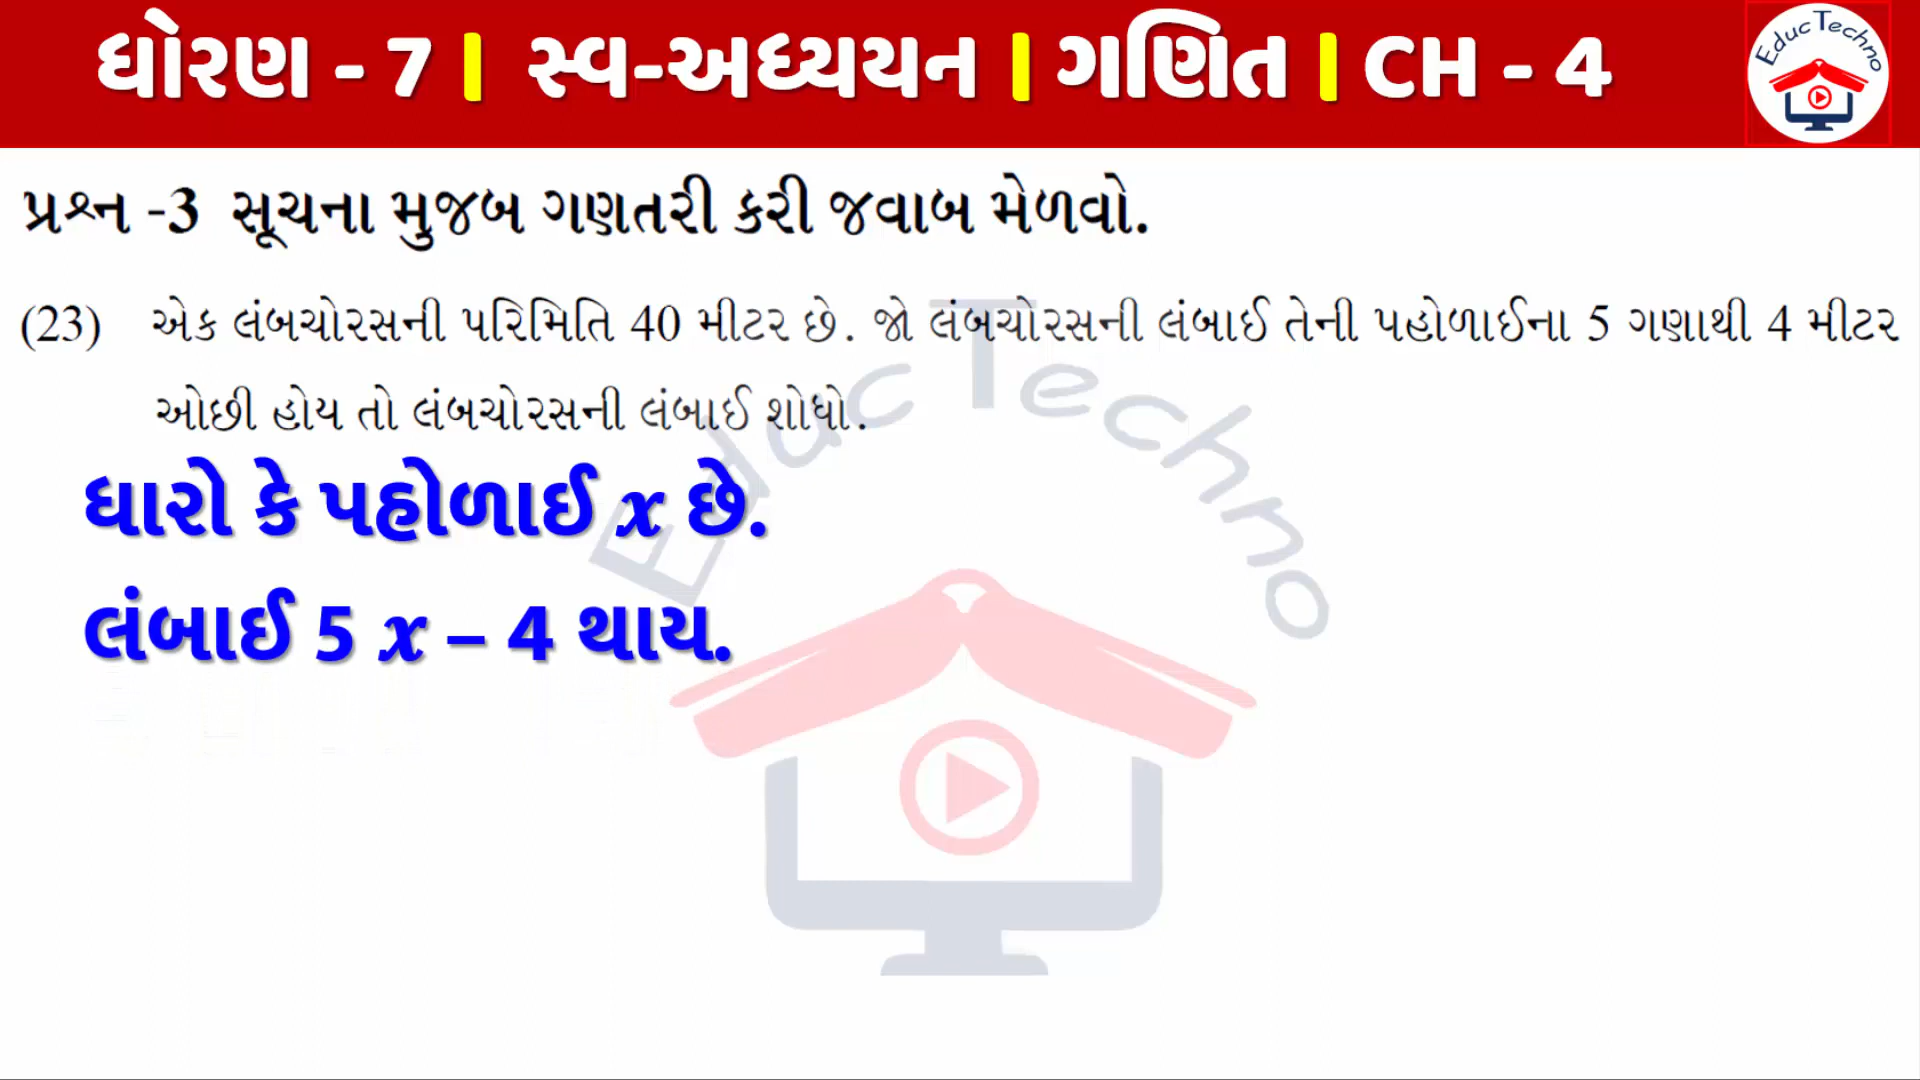 ધોરણ - 7 | સ્વ-અધ્યયન | ગણિત | CH - 4
EducTechno
પ્રશ્ન -3 સૂચના મુજબ ગણતરી કરી જવાબ મેળવો.
(23) એક લંબચોરસની પરિમિતિ 40 મીટર છે. જો લંબચોરસની લંબાઈ તેની પહોળાઈના 5 ગણાથી 4 મીટર
ઓછી હોય તો લંબચોરસની લંબાઈ શોધો.
ધારો કે પહોળાઈ x છે.
લંબાઈ 5 x – 4 થાય.
EducTechno